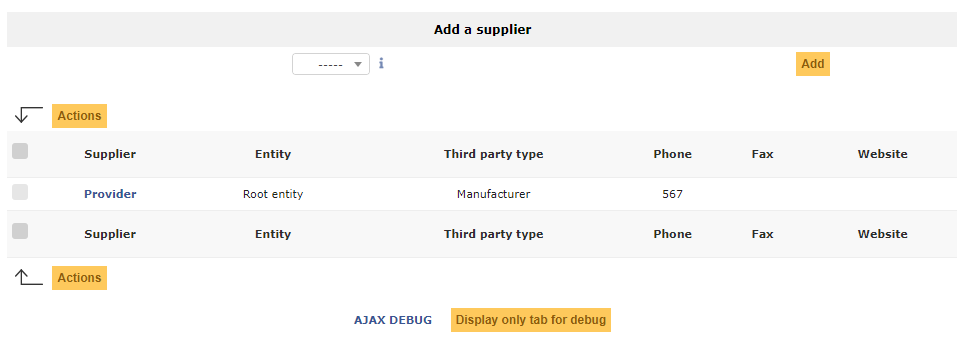 Add a supplier
----- Add
Actions
Supplier Entity Third party type Phone Fax Website
Provider Root entity Manufacturer 567
Supplier Entity Third party type Phone Fax Website
Actions
AJAX DEBUG Display only tab for debug